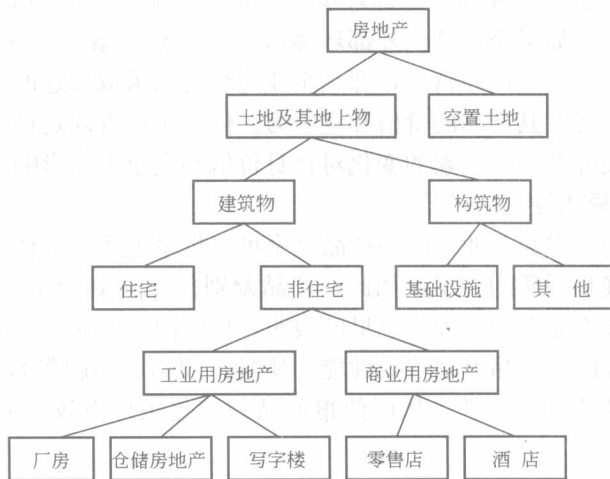 房地产
土地及其地上物 空置土地
建筑物 构筑物
住宅 非住宅 基础设施 其 他
工业用房地产 商业用房地产
厂房 仓储房地产 写字楼 零售店 酒 店